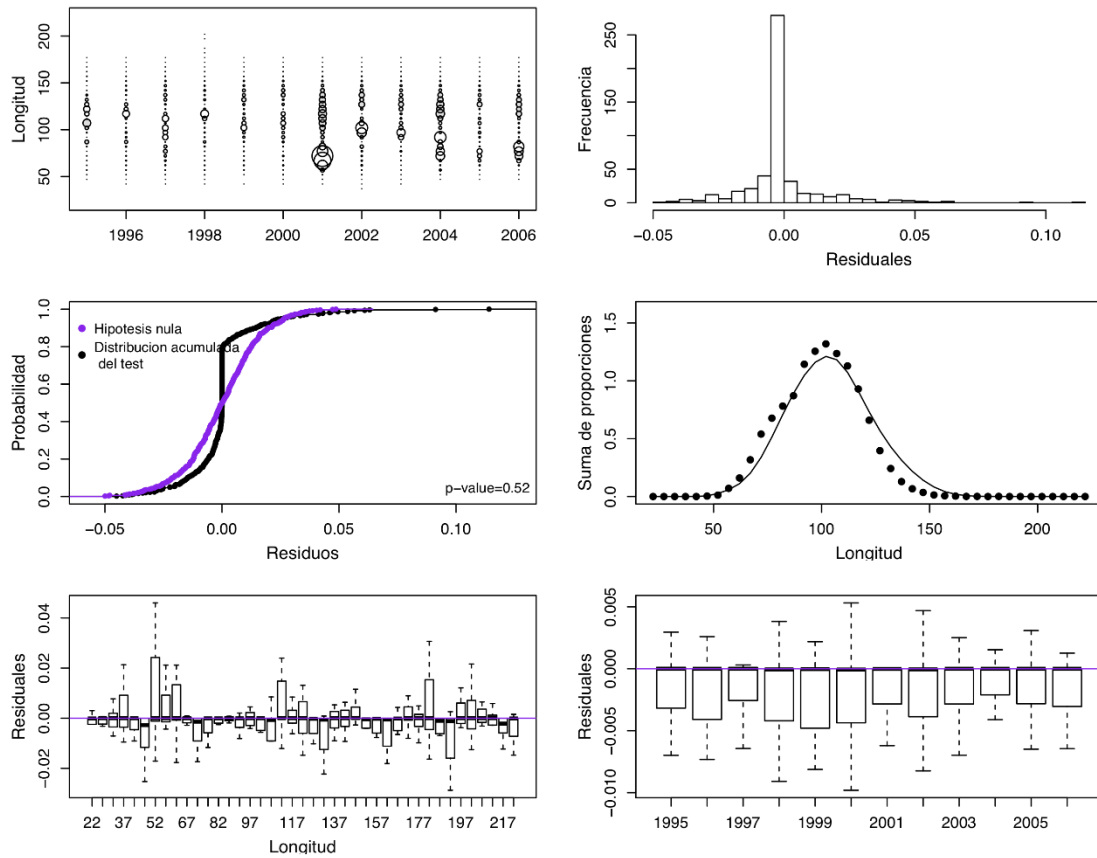 200
150
100
50
Longitud
1996 1998 2000 2002 2004 2006
250
150
50
0
Frecuencia
−0.05 0.00 0.05 0.10
Residuales
1.0
0.8
0.6
0.4
0.2
0.0
Probabilidad
Hipotesis nula
Distribucion acumulada
del test
p−value=0.52
−0.05 0.00 0.05 0.10
Residuos
1.5
1.0
0.5
0.0
Suma de proporciones
50 100 150 200
Longitud
0.04
0.02
0.00
−0.02
Residuales
22 37 52 67 82 97 117 137 157 177 197 217
Longitud
0.005
0.000
−0.005
−0.010
Residuales
1995 1997 1999 2001 2003 2005